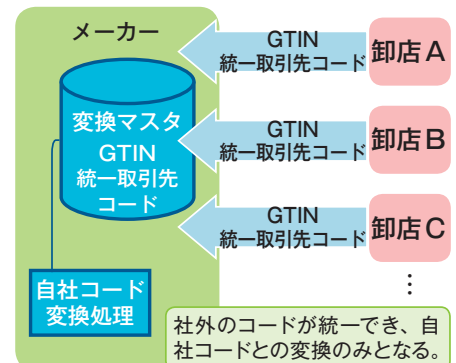 メーカー
変換マスタ
GTIN
統一取引先
コード
自社コード
変換処理
GTIN
統一取引先コード
卸店A
GTIN
統一取引先コード
卸店B
GTIN
統一取引先コード
卸店C
⋮
社外のコードが統一でき、自
社コードとの変換のみとなる。